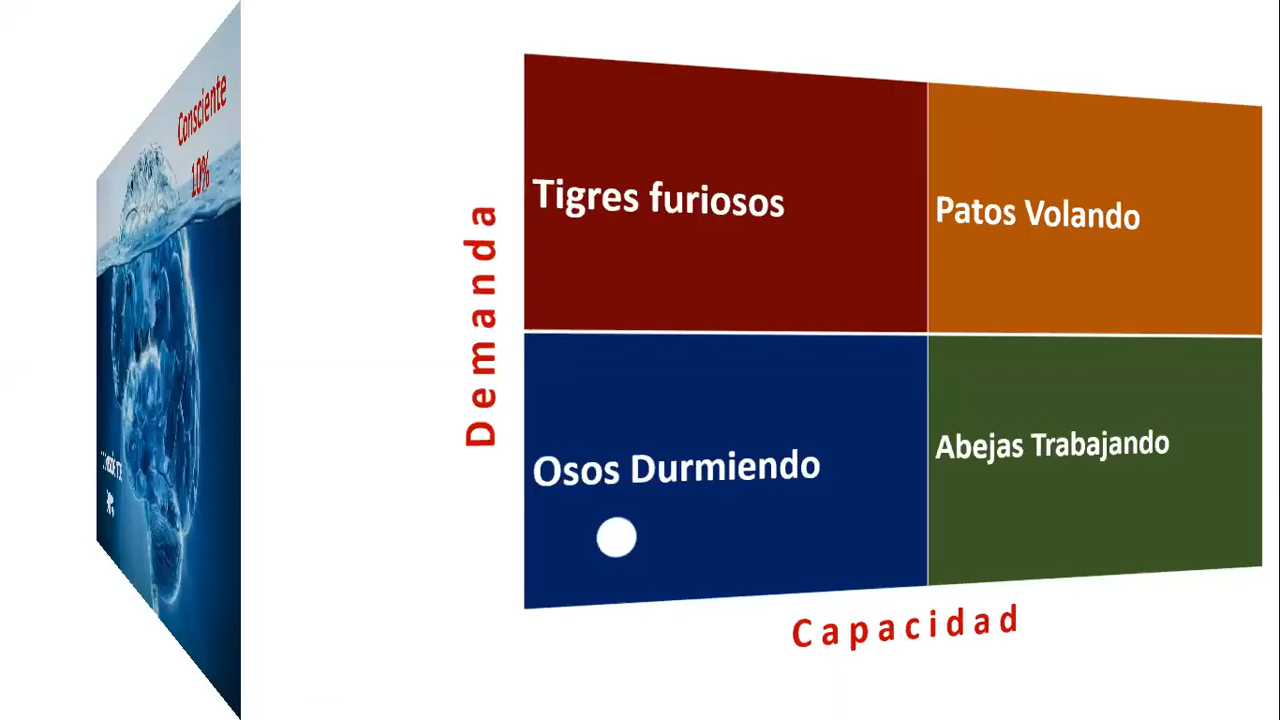 Consciente
10%
Demanda
Tigres furiosos
Patos Volando
Osos Durmiendo
Abejas Trabajando
Capacidad